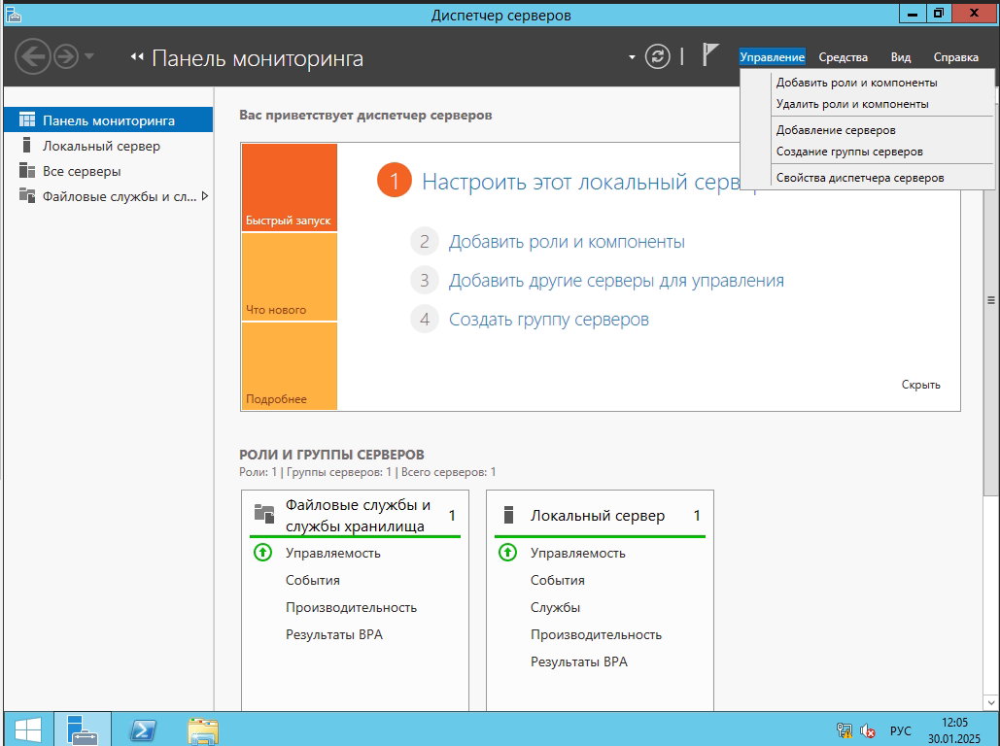 Диспетчер серверов
Панель мониторинга
Управление Средства Вид Справка
Добавить роли и компоненты
Удалить роли и компоненты
Добавление серверов
Создание группы серверов
Свойства диспетчера серверов
Панель мониторинга
Локальный сервер
Все серверы
Файловые службы и сл...
Вас приветствует диспетчер серверов
Быстрый запуск
Что нового
Подробнее
1 Настроить этот локальный серв
2 Добавить роли и компоненты
3 Добавить другие серверы для управления
4 Создать группу серверов
Скрыть
РОЛИ И ГРУППЫ СЕРВЕРОВ
Роли: 1 | Группы серверов: 1 | Всего серверов: 1
Файловые службы и
службы хранилища 1
Управляемость
События
Производительность
Результаты BPA
Локальный сервер 1
Управляемость
События
Службы
Производительность
Результаты BPA
РУС
12:05
30.01.2025